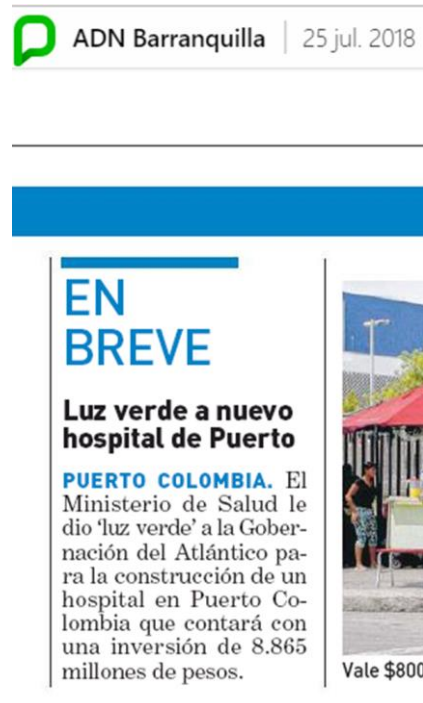 ADN Barranquilla | 25 jul. 2018
EN
BREVE
Luz verde a nuevo
hospital de Puerto
PUERTO COLOMBIA. El
Ministerio de Salud le
dio ‘luz verde’ a la Gober-
nación del Atlántico pa-
ra la construcción de un
hospital en Puerto Co-
lombia que contará con
una inversión de 8.865
millones de pesos.
Vale $800